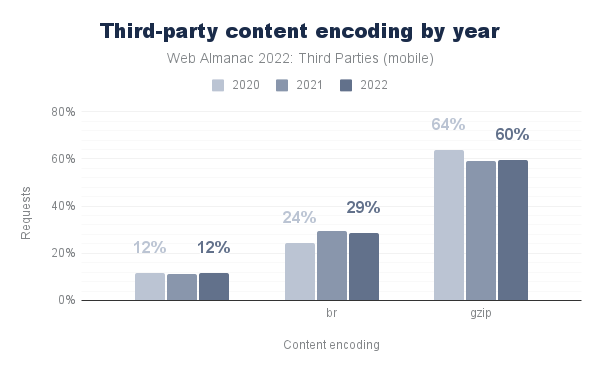 Third-party content encoding by year
Web Almanac 2022: Third Parties (mobile)
2020 2021 2022
80%
60%
40%
20%
0%
Requests
12% 12%
24% 29%
64% 60%
br gzip
Content encoding